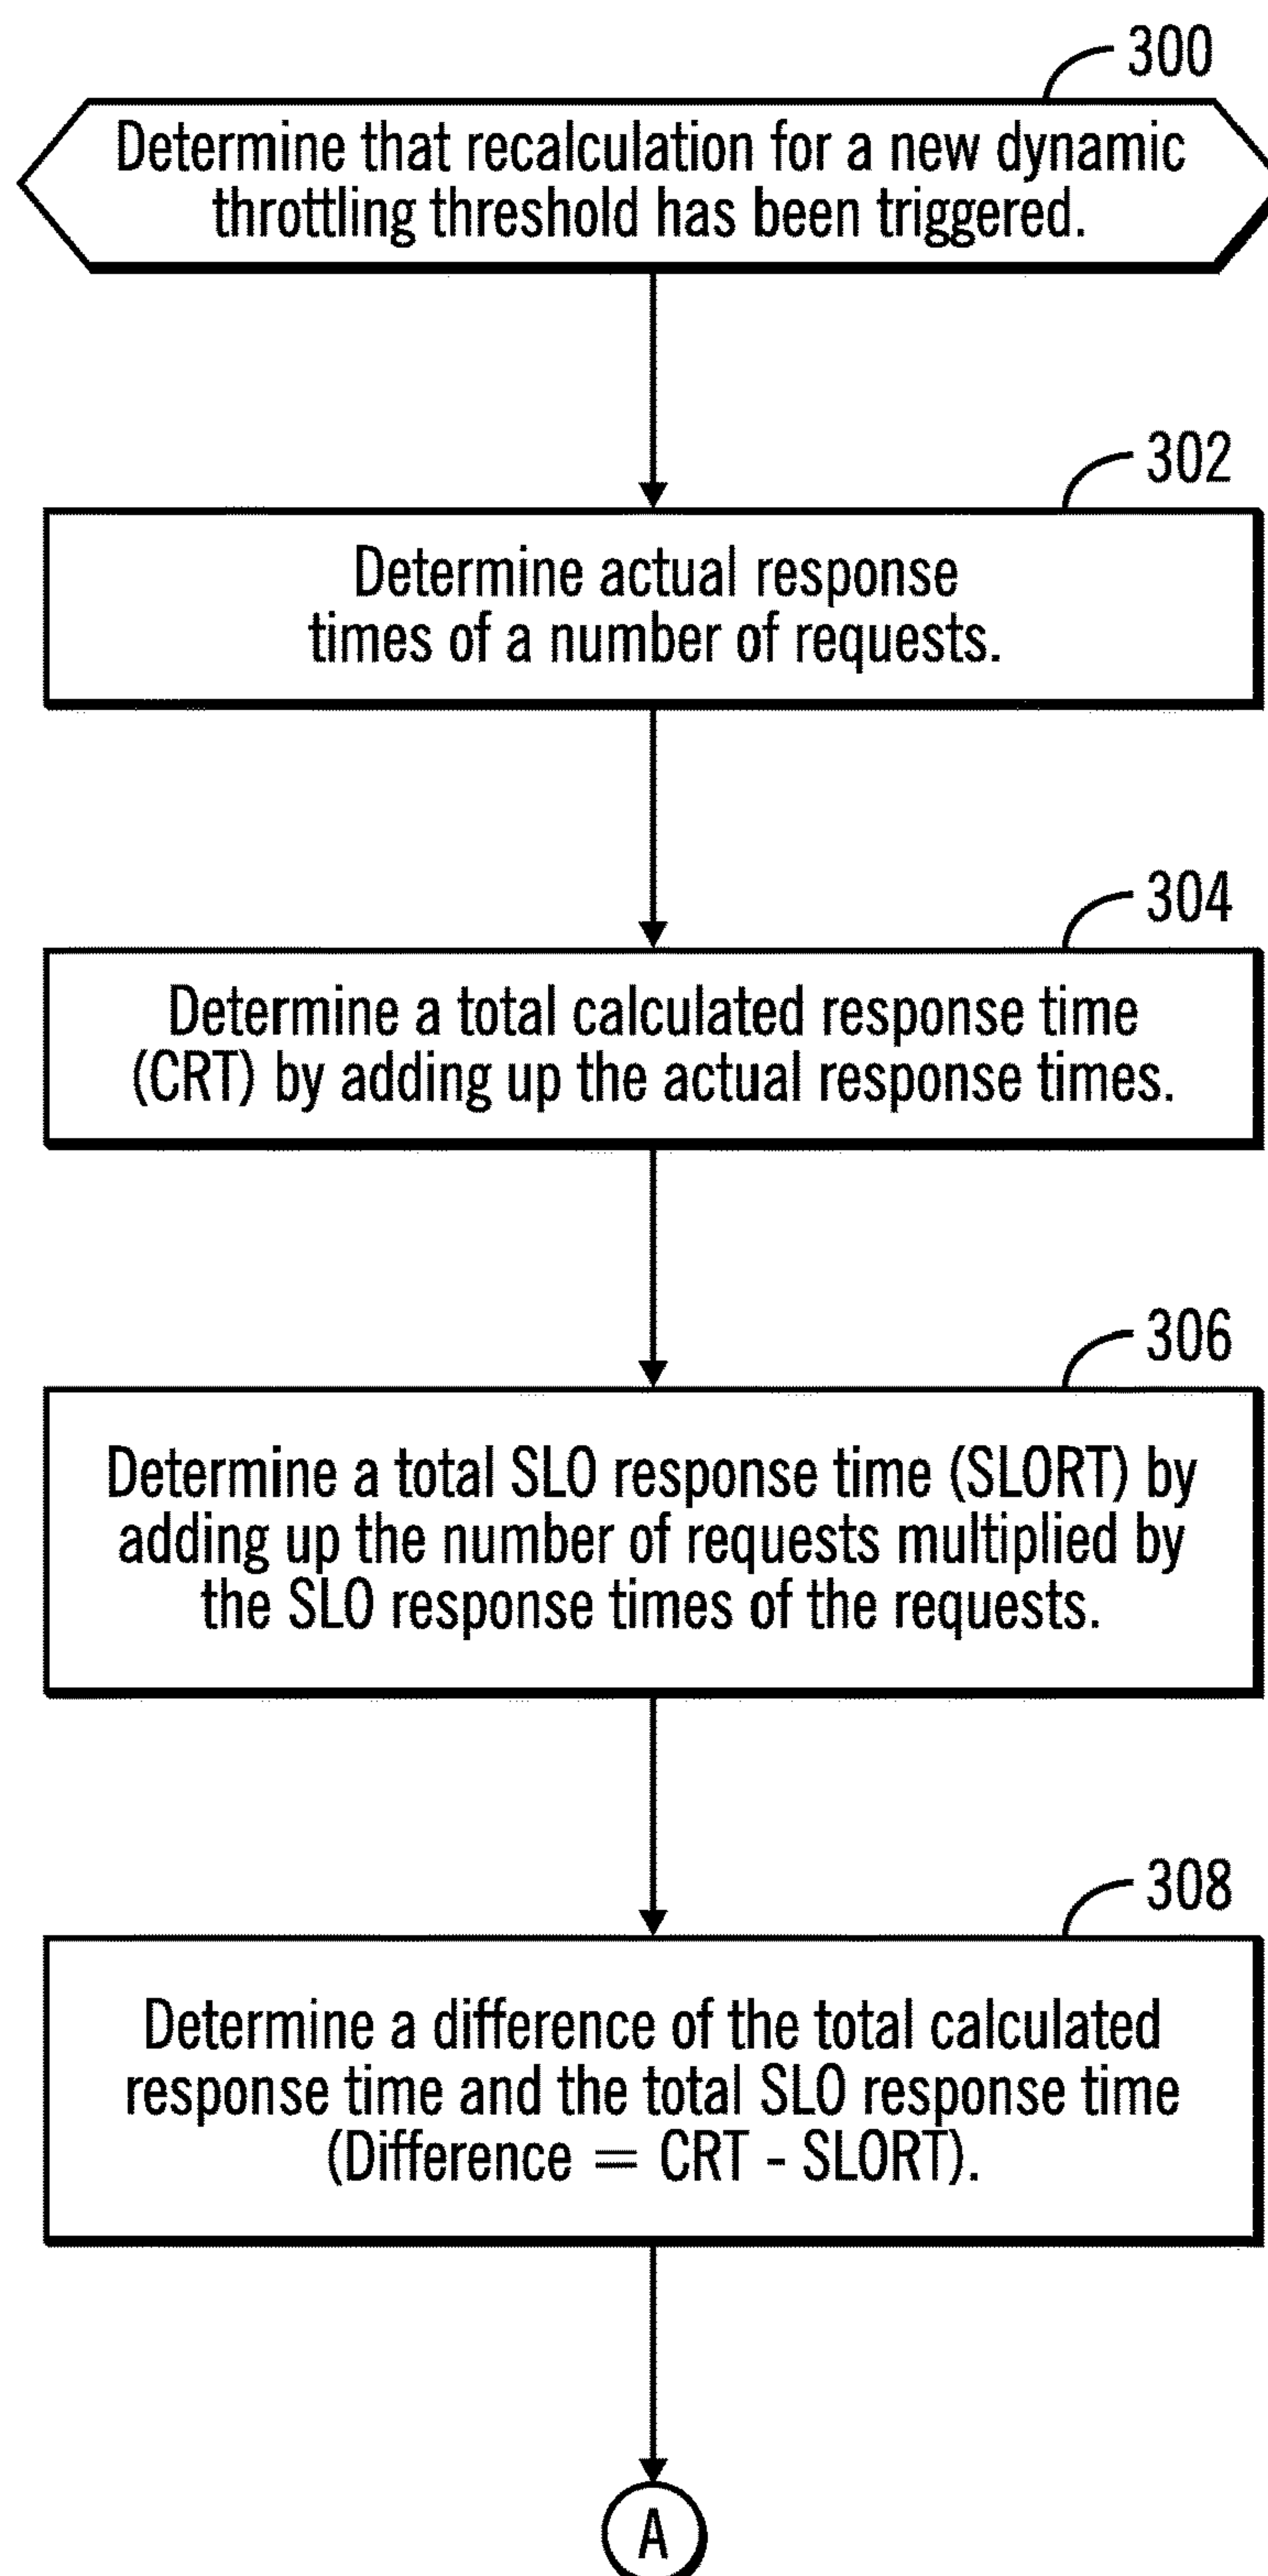 300
Determine that recalculation for a new dynamic
throttling threshold has been triggered.
302
Determine actual response
times of a number of requests.
304
Determine a total calculated response time
(CRT) by adding up the actual response times.
306
Determine a total SLO response time (SLORT) by
adding up the number of requests multiplied by
the SLO response times of the requests.
308
Determine a difference of the total calculated
response time and the total SLO response time
(Difference = CRT - SLORT).
A